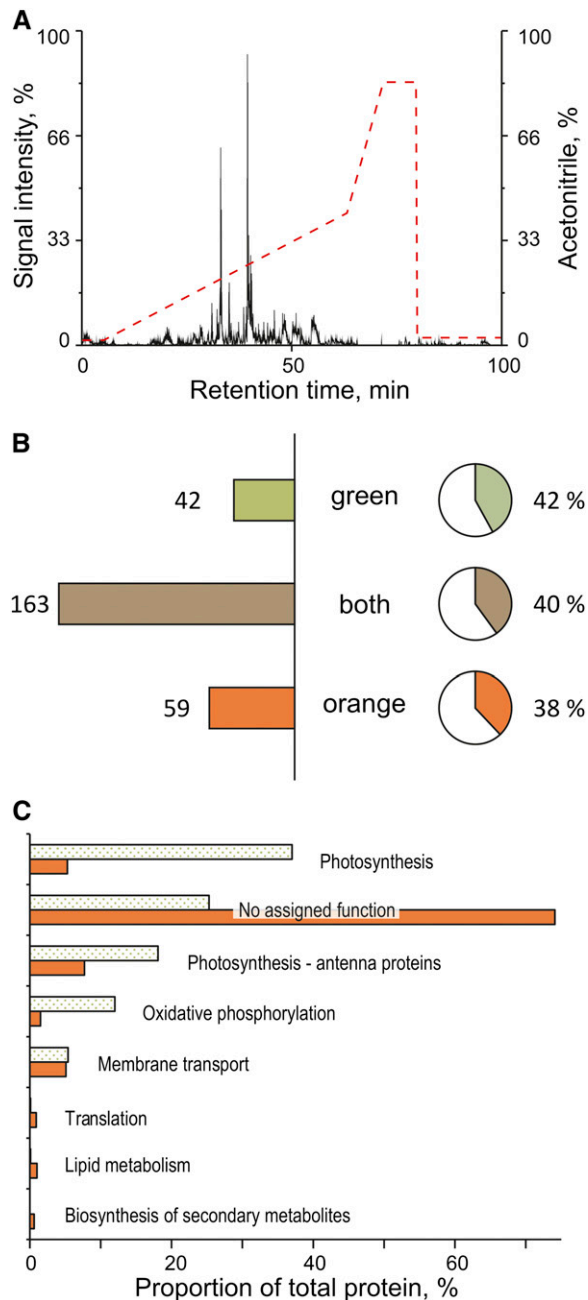 A
100
100
66
66
33
33
0
0
0
50
100
Signal intensity, %
Acetonitrile, %
Retention time, min
B
42
green
42 %
163
both
40 %
59
orange
38 %
C
Photosynthesis
No assigned function
Photosynthesis - antenna proteins
Oxidative phosphorylation
Membrane transport
Translation
Lipid metabolism
Biosynthesis of secondary metabolites
0
20
40
60
Proportion of total protein, %